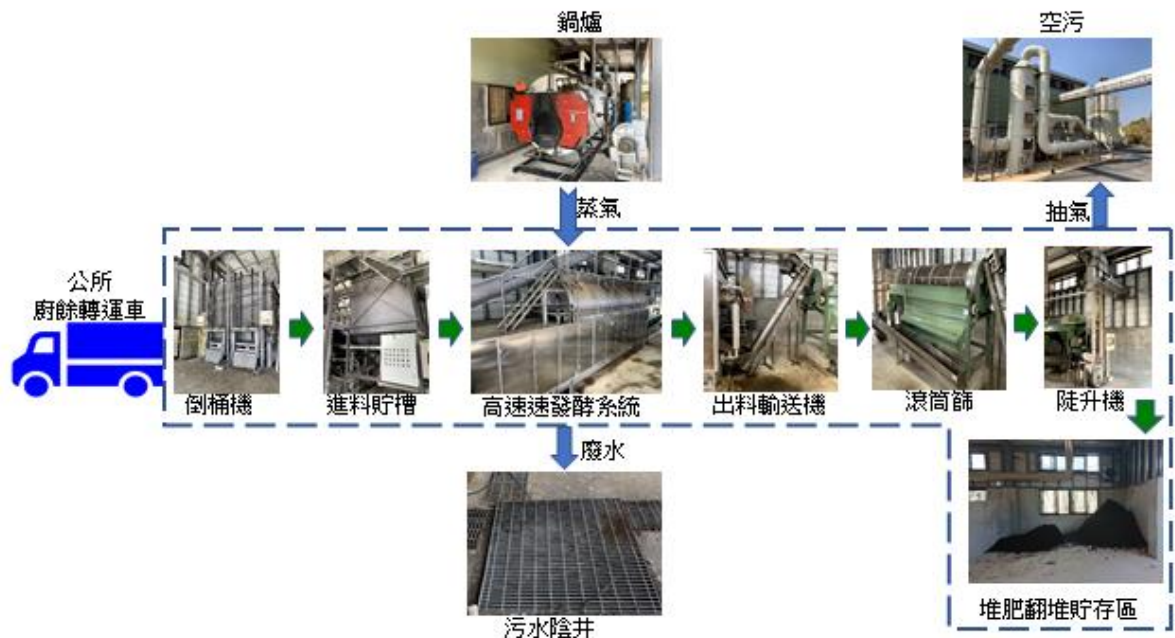 鍋爐
空污
蒸氣
抽氣
公所
廚餘轉運車
倒桶機
進料貯槽
高速速發酵系統
出料輸送機
滾筒篩
陡升機
廢水
污水陰井
堆肥翻堆貯存區